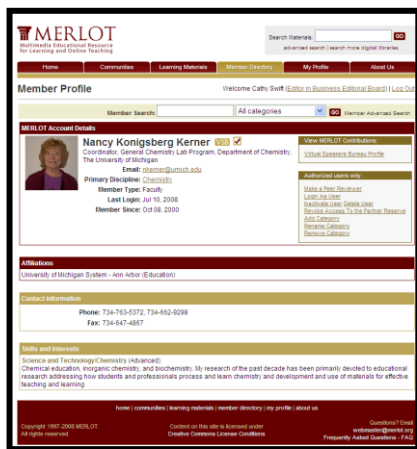 MERLOT
Multimedia Educational Resource
for Learning and Online Teaching
Search Materials: GO
advanced search | search more digital libraries
Home Communities Learning Materials Member Directory My Profile About Us
Member Profile
Welcome Cathy Swift (Editor in Business Editorial Board) | Log Out
Member Search: All categories GO Member Advanced Search
MERLOT Account Details
Nancy Konigsberg Kerner
Coordinator, General Chemistry Lab Program, Department of Chemistry,
The University of Michigan
Email: nkerner@umich.edu
Primary Discipline: Chemistry
Member Type: Faculty
Last Login: Jul 10, 2008
Member Since: Oct 08, 2000
View MERLOT Contributions:
Virtual Speakers Bureau Profile
Authorized users only
Make a Peer Reviewer
Login As User
Inactivate User Delete User
Revoke Access To the Partner Reserve
Add Category
Rename Category
Remove Category
Affiliations
University of Michigan System - Ann Arbor (Education)
Contact Information
Phone: 734-763-5372, 734-662-9298
Fax: 734-647-4867
Skills and Interests
Science and Technology/Chemistry (Advanced)
Chemical education, inorganic chemistry, and biochemistry. My research of the past decade has been primarily devoted to educational
research addressing how students and professionals process and learn chemistry and development and use of materials for effective
teaching and learning
home | communities | learning materials | member directory | my profile | about us
Copyright 1997-2008 MERLOT.
All rights reserved.
Content on this site is licensed under
Creative Commons License Conditions
Questions? Email
webmaster@merlot.org
Frequently Asked Questions - FAQ